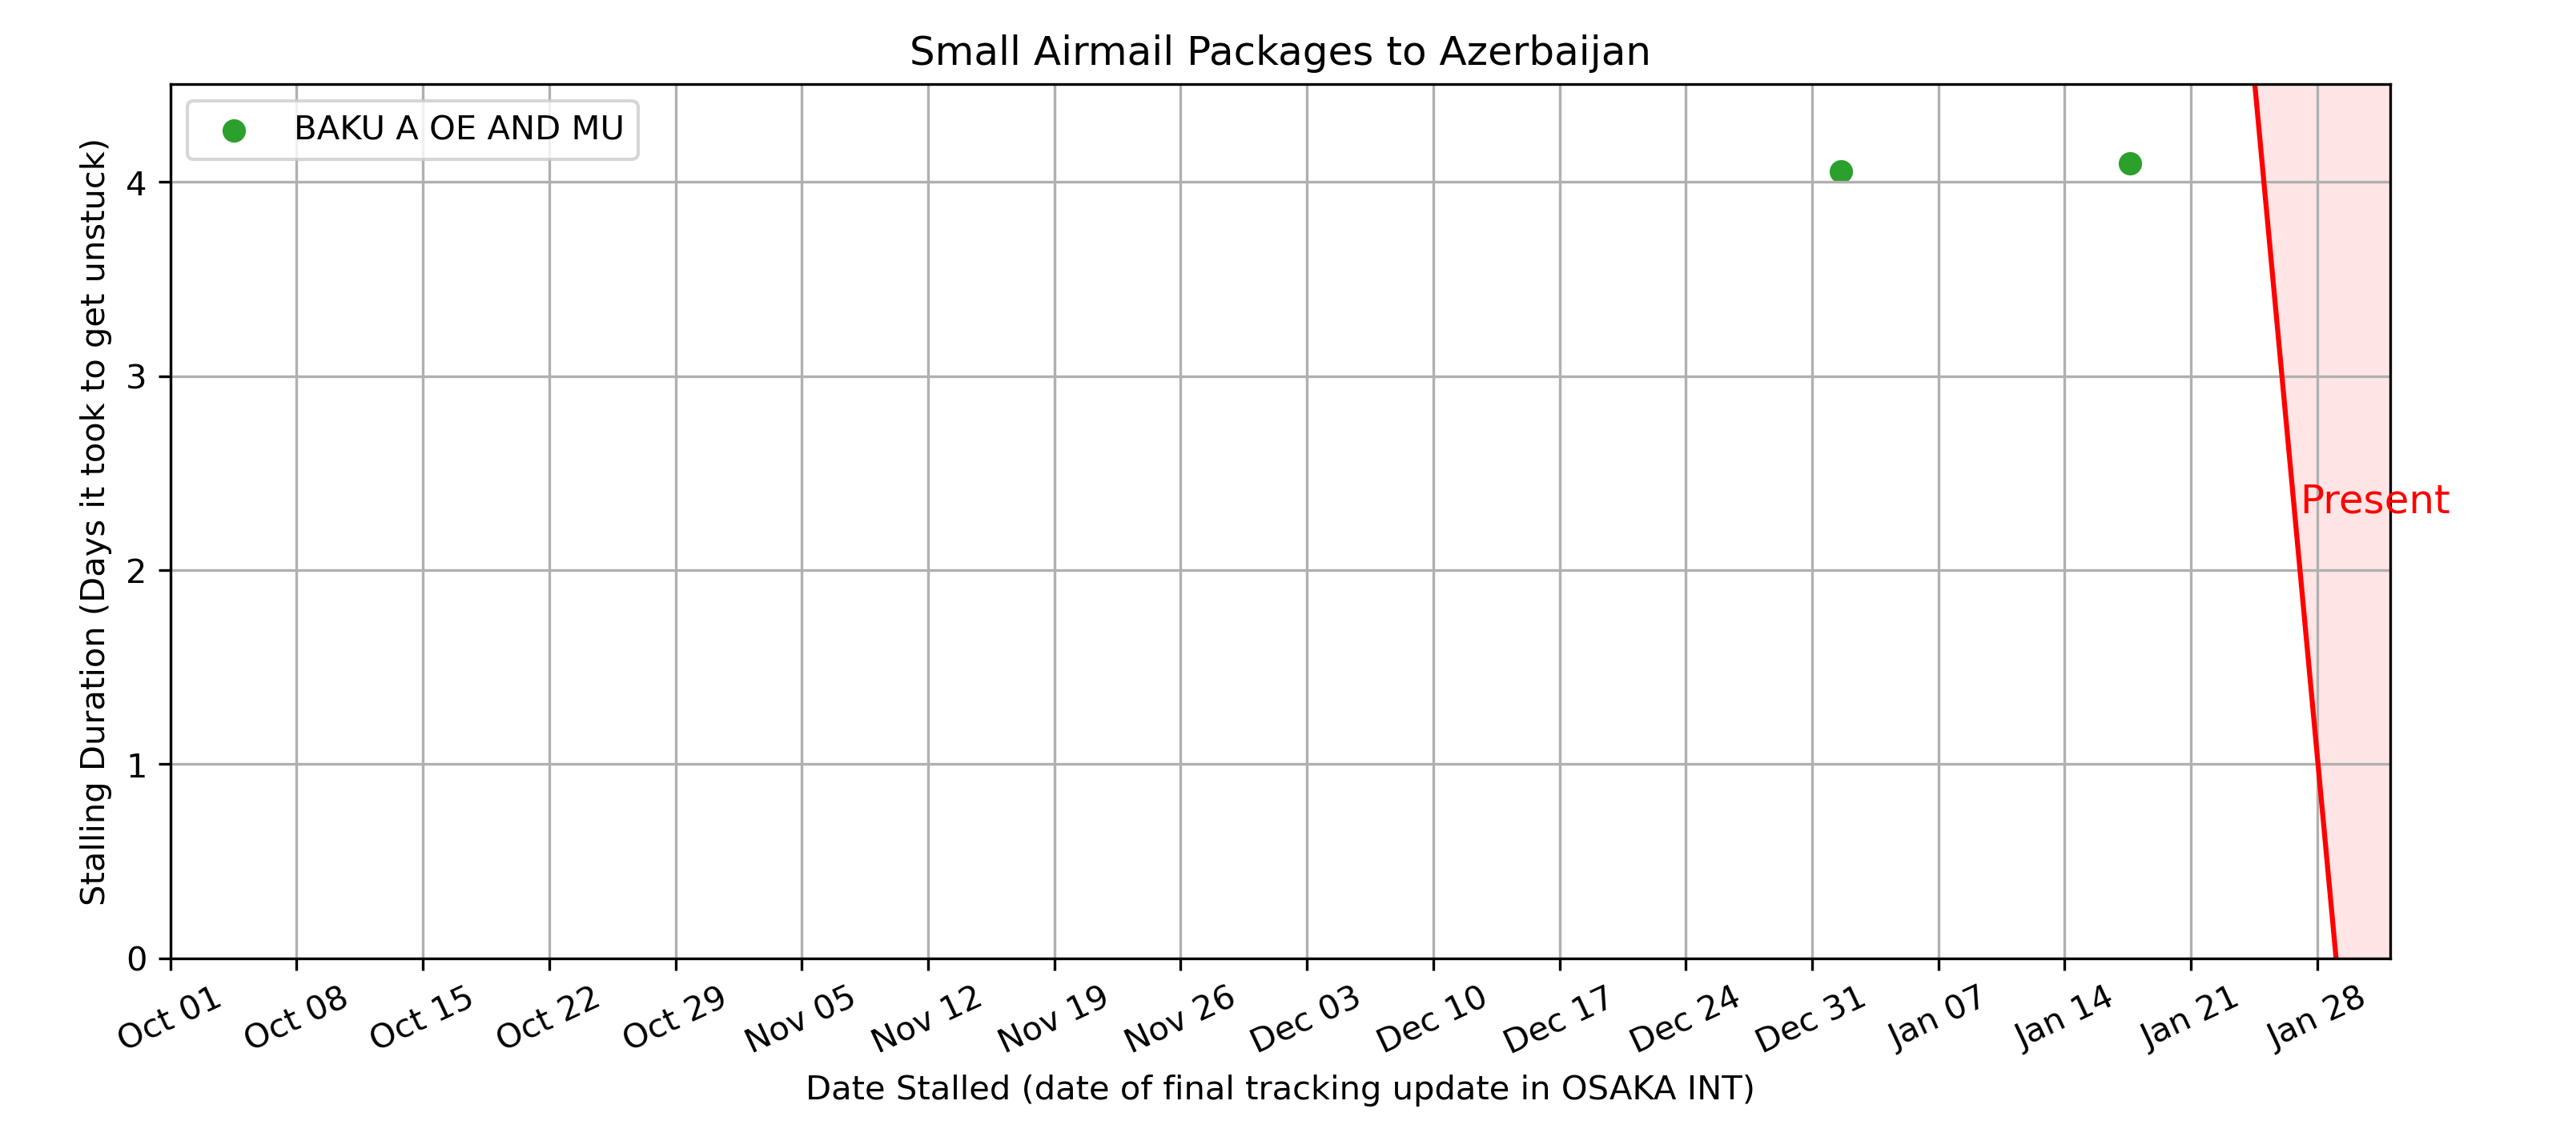 Small Airmail Packages to Azerbaijan
BAKU A OE AND MU
Stalling Duration (Days it took to get unstuck)
4
3
2
1
0
Present
Oct 01
Oct 08
Oct 15
Oct 22
Oct 29
Nov 05
Nov 12
Nov 19
Nov 26
Dec 03
Dec 10
Dec 17
Dec 24
Dec 31
Jan 07
Jan 14
Jan 21
Jan 28
Date Stalled (date of final tracking update in OSAKA INT)